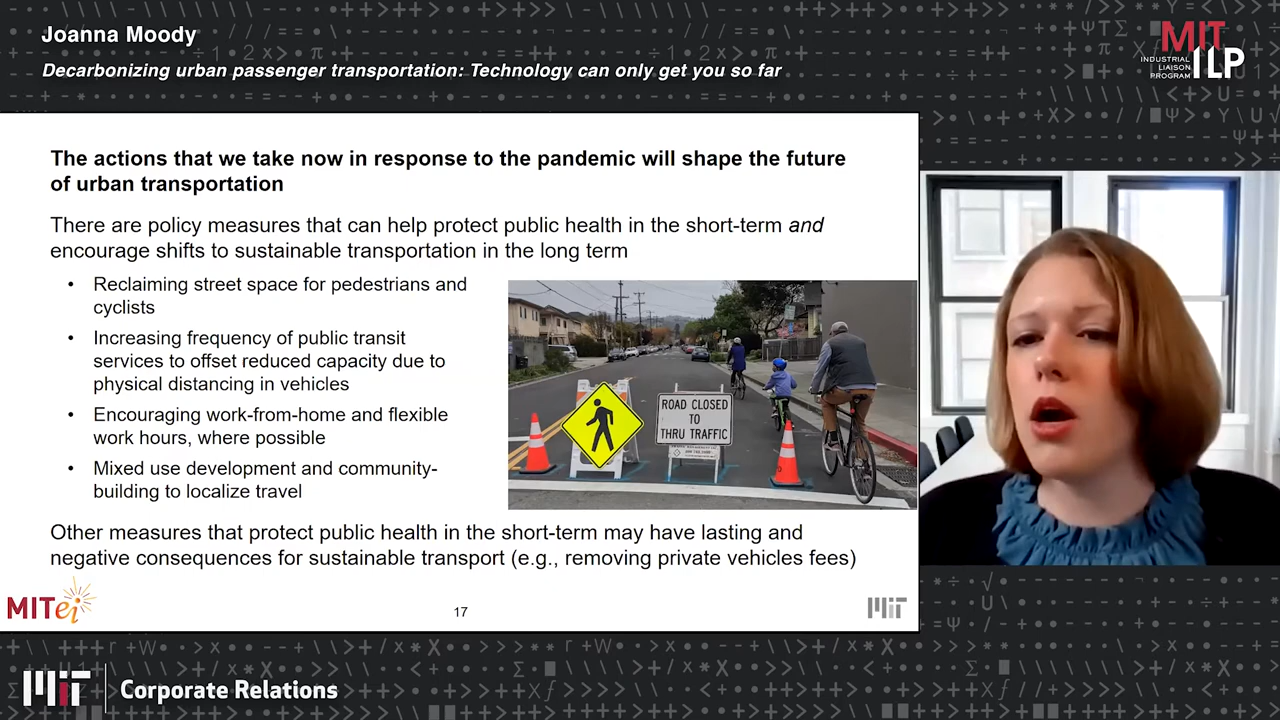 Joanna Moody
Decarbonizing urban passenger transportation: Technology can only get you so far
MIT
INDUSTRIAL
LIAISON
PROGRAM
ILP
The actions that we take now in response to the pandemic will shape the future
of urban transportation
There are policy measures that can help protect public health in the short-term and
encourage shifts to sustainable transportation in the long term
• Reclaiming street space for pedestrians and
cyclists
• Increasing frequency of public transit
services to offset reduced capacity due to
physical distancing in vehicles
• Encouraging work-from-home and flexible
work hours, where possible
• Mixed use development and community-
building to localize travel
ROAD CLOSED
TO
THRU TRAFFIC
Other measures that protect public health in the short-term may have lasting and
negative consequences for sustainable transport (e.g., removing private vehicles fees)
MITei
17
MIT
MIT
Corporate Relations